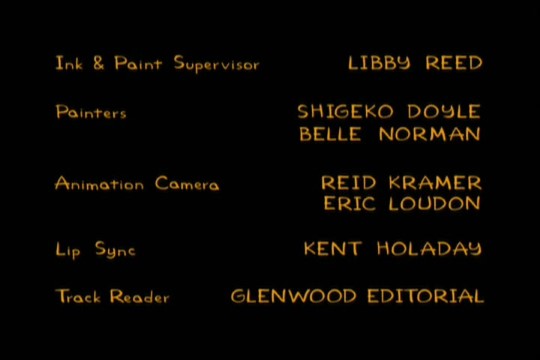 Ink & Paint Supervisor LIBBY REED
Painters SHIGEKO DOYLE
BELLE NORMAN
Animation Camera REID KRAMER
ERIC LOUDON
Lip Sync KENT HOLADAY
Track Reader GLENWOOD EDITORIAL